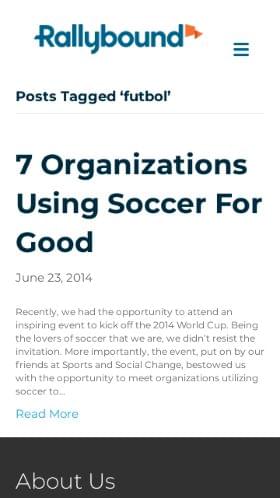 Rallybound
Posts Tagged ‘futbol’
7 Organizations
Using Soccer For
Good
June 23, 2014
Recently, we had the opportunity to attend an
inspiring event to kick off the 2014 World Cup. Being
the lovers of soccer that we are, we didn’t resist the
invitation. More importantly, the event, put on by our
friends at Sports and Social Change, bestowed us
with the opportunity to meet organizations utilizing
soccer to...
Read More
About Us